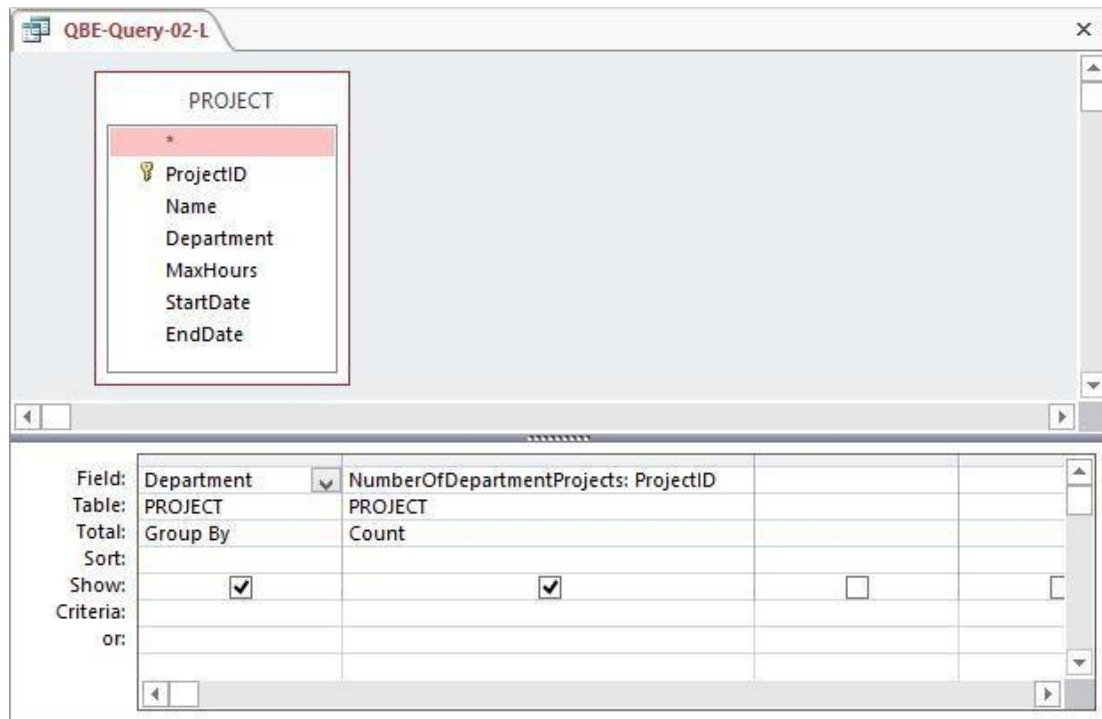 QBE-Query-02-L
PROJECT
*
ProjectID
Name
Department
MaxHours
StartDate
EndDate
Field: Department NumberOfDepartmentProjects: ProjectID
Table: PROJECT PROJECT
Total: Group By Count
Sort:
Show:
Criteria:
or: